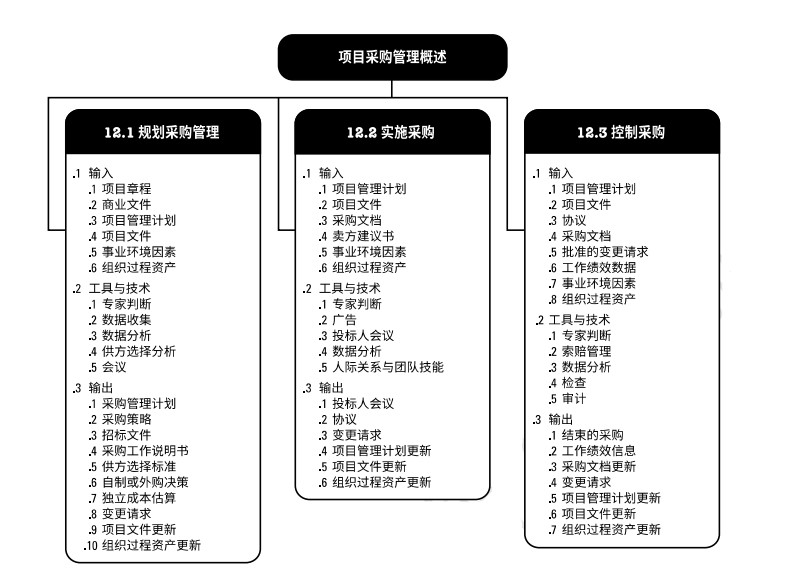 项目采购管理概述
12.1 规划采购管理
.1 输入
.1 项目章程
.2 商业文件
.3 项目管理计划
.4 项目文件
.5 事业环境因素
.6 组织过程资产
.2 工具与技术
.1 专家判断
.2 数据收集
.3 数据分析
.4 供方选择分析
.5 会议
.3 输出
.1 采购管理计划
.2 采购策略
.3 招标文件
.4 采购工作说明书
.5 供方选择标准
.6 自制或外购决策
.7 独立成本估算
.8 变更请求
.9 项目文件更新
.10 组织过程资产更新
12.2 实施采购
.1 输入
.1 项目管理计划
.2 项目文件
.3 采购文档
.4 卖方建议书
.5 事业环境因素
.6 组织过程资产
.2 工具与技术
.1 专家判断
.2 广告
.3 投标人会议
.4 数据分析
.5 人际关系与团队技能
.3 输出
.1 投标人会议
.2 协议
.3 变更请求
.4 项目管理计划更新
.5 项目文件更新
.6 组织过程资产更新
12.3 控制采购
.1 输入
.1 项目管理计划
.2 项目文件
.3 协议
.4 采购文档
.5 批准的变更请求
.6 工作绩效数据
.7 事业环境因素
.8 组织过程资产
.2 工具与技术
.1 专家判断
.2 索赔管理
.3 数据分析
.4 检查
.5 审计
.3 输出
.1 结束的采购
.2 工作绩效信息
.3 采购文档更新
.4 变更请求
.5 项目管理计划更新
.6 项目文件更新
.7 组织过程资产更新